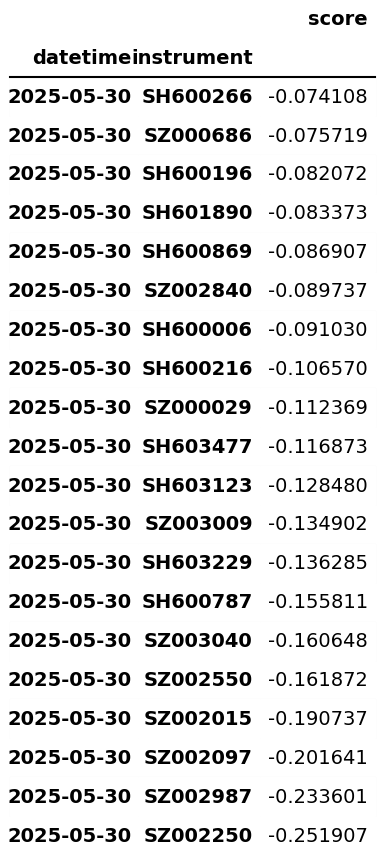 score
datetime instrument
2025-05-30 SH600266 -0.074108
2025-05-30 SZ000686 -0.075719
2025-05-30 SH600196 -0.082072
2025-05-30 SH601890 -0.083373
2025-05-30 SH600869 -0.086907
2025-05-30 SZ002840 -0.089737
2025-05-30 SH600006 -0.091030
2025-05-30 SH600216 -0.106570
2025-05-30 SZ000029 -0.112369
2025-05-30 SH603477 -0.116873
2025-05-30 SH603123 -0.128480
2025-05-30 SZ003009 -0.134902
2025-05-30 SH603229 -0.136285
2025-05-30 SH600787 -0.155811
2025-05-30 SZ003040 -0.160648
2025-05-30 SZ002550 -0.161872
2025-05-30 SZ002015 -0.190737
2025-05-30 SZ002097 -0.201641
2025-05-30 SZ002987 -0.233601
2025-05-30 SZ002250 -0.251907